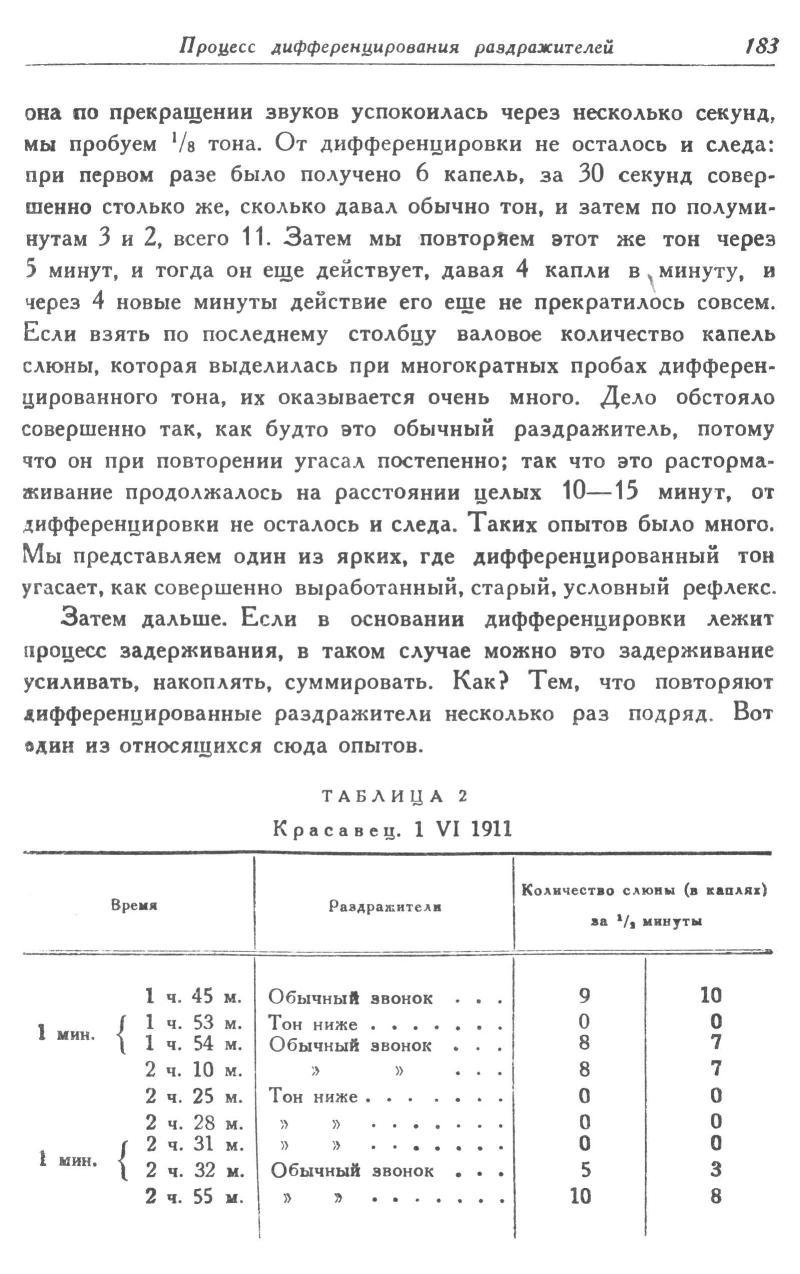 Процесс дифференцирования раздражителей 183
она по прекращении звуков успокоилась через несколько секунд,
мы пробуем 1/8 тона. От дифференцировки не осталось и следа:
при первом разе было получено 6 капель, за 30 секунд совер-
шенно столько же, сколько давал обычно тон, и затем по полуми-
нутам 3 и 2, всего 11. Затем мы повторяем этот же тон через
5 минут, и тогда он еще действует, давая 4 капли в минуту, и
через 4 новые минуты действие его еще не прекратилось совсем.
Если взять по последнему столбцу валовое количество капель
слюны, которая выделилась при многократных пробах дифферен-
цированного тона, их оказывается очень много. Дело обстояло
совершенно так, как будто это обычный раздражитель, потому
что он при повторении угасал постепенно; так что это растормa-
живание продолжалось на расстоянии целых 10—15 минут, от
дифференцировки не осталось и следа. Таких опытов было много.
Мы представляем один из ярких, где дифференцированный тон
угасает, как совершенно выработанный, старый, условный рефлекс.
Затем дальше. Если в основании дифференцировки лежит
процесс задерживания, в таком случае можно это задерживание
усиливать, накоплять, суммировать. Как? Тем, что повторяют
дифференцированные раздражители несколько раз подряд. Вот
один из относящихся сюда опытов.
ТАБЛИЦА 2
Красавец. 1 VI 1911
Время Раздражители Количество слюны (в каплях)
за 1/2 минуты
1 ч. 45 м. Обычный звонок . . . 9 10
1 мин. { 1 ч. 53 м. Тон ниже . . . . . . . 0 0
1 ч. 54 м. Обычный звонок . . . 8 7
2 ч. 10 м. » » . . . 8 7
2 ч. 25 м. Тон ниже . . . . . . . 0 0
2 ч. 28 м. » » . . . . . . . 0 0
1 мин. { 2 ч. 31 м. » » . . . . . . . 0 0
2 ч. 32 м. Обычный звонок . . . 5 3
2 ч. 55 м. » » . . . . . . . 10 8